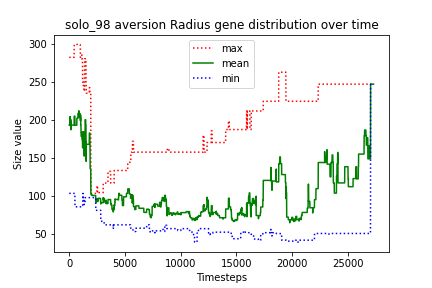 solo_98 aversion Radius gene distribution over time
Size value
300
250
200
150
100
50
max
mean
min
0
5000
10000
15000
20000
25000
Timesteps